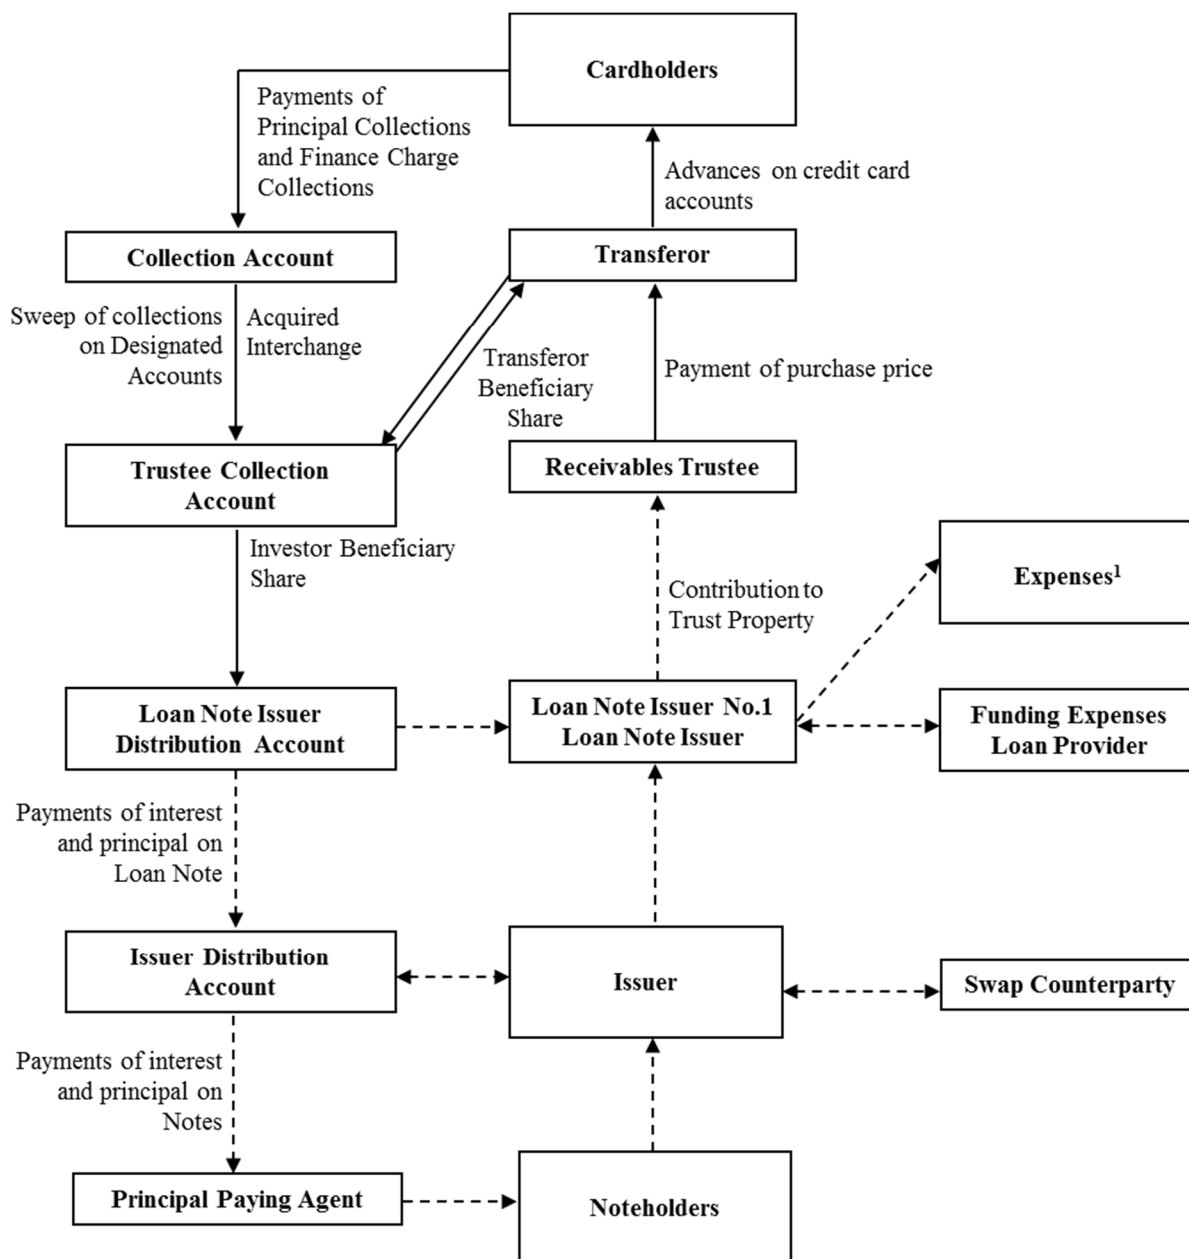 Cardholders
Payments of
Principal Collections
and Finance Charge
Collections
Advances on credit card
accounts
Collection Account
Transferor
Sweep of collections
on Designated
Accounts
Acquired
Interchange
Transferor
Beneficiary
Share
Payment of purchase price
Trustee Collection
Account
Receivables Trustee
Investor Beneficiary
Share
Contribution to
Trust Property
Expenses1
Loan Note Issuer
Distribution Account
Loan Note Issuer No.1
Loan Note Issuer
Funding Expenses
Loan Provider
Payments of interest
and principal on
Loan Note
Issuer Distribution
Account
Issuer
Swap Counterparty
Payments of interest
and principal on
Notes
Principal Paying Agent
Noteholders